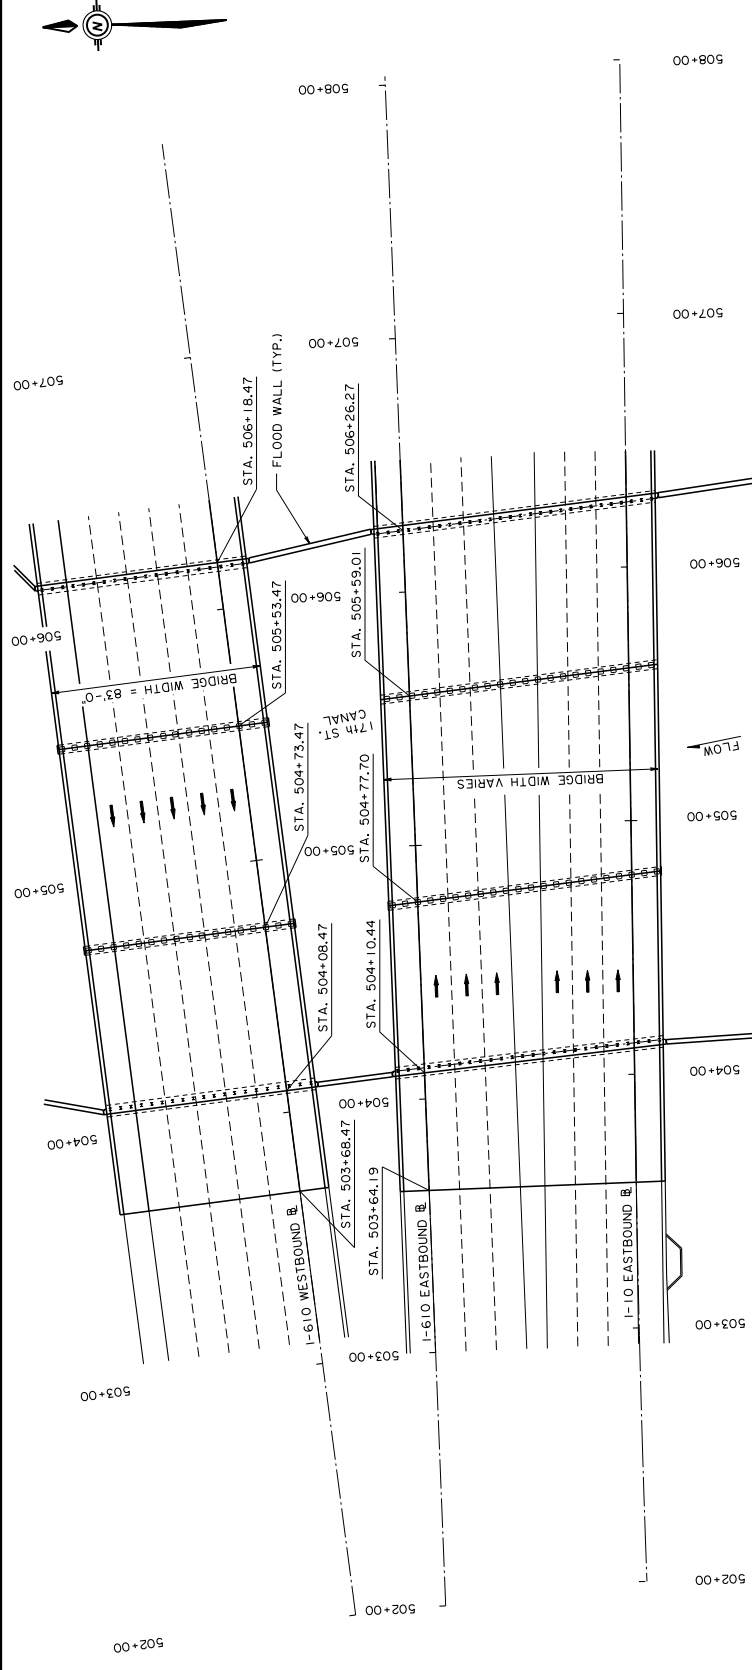 N
508+00
508+00
507+00
507+00
507+00
STA. 506+18.47
FLOOD WALL (TYP.)
STA. 506+26.27
506+00
506+00
506+00
BRIDGE WIDTH = 83'-0"
STA. 505+53.47
STA. 505+59.01
17th ST.
CANAL
STA. 504+73.47
STA. 504+77.70
BRIDGE WIDTH VARIES
FLOW
505+00
505+00
505+00
STA. 504+08.47
STA. 504+10.44
504+00
504+00
504+00
STA. 503+68.47
STA. 503+64.19
I-610 WESTBOUND BL
I-610 EASTBOUND BL
I-10 EASTBOUND BL
503+00
503+00
503+00
502+00
502+00
502+00